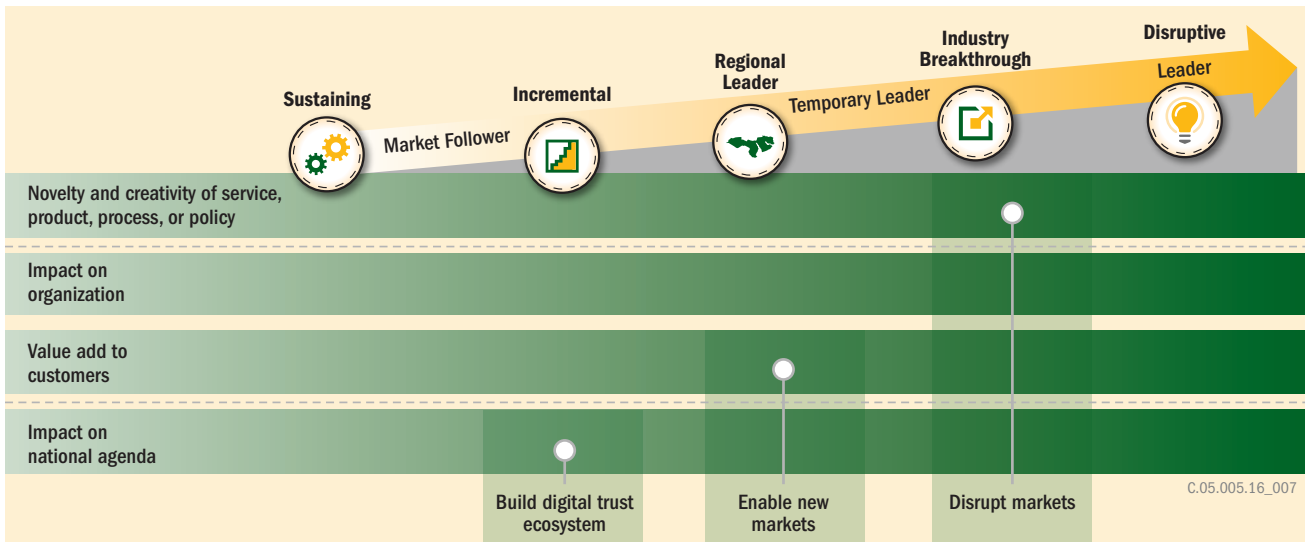 Sustaining
Incremental
Regional
Leader
Industry
Breakthrough
Disruptive
Market Follower
Temporary Leader
Leader
Novelty and creativity of service,
product, process, or policy
Impact on
organization
Value add to
customers
Impact on
national agenda
Build digital trust
ecosystem
Enable new
markets
Disrupt markets
C.05.005.16_007